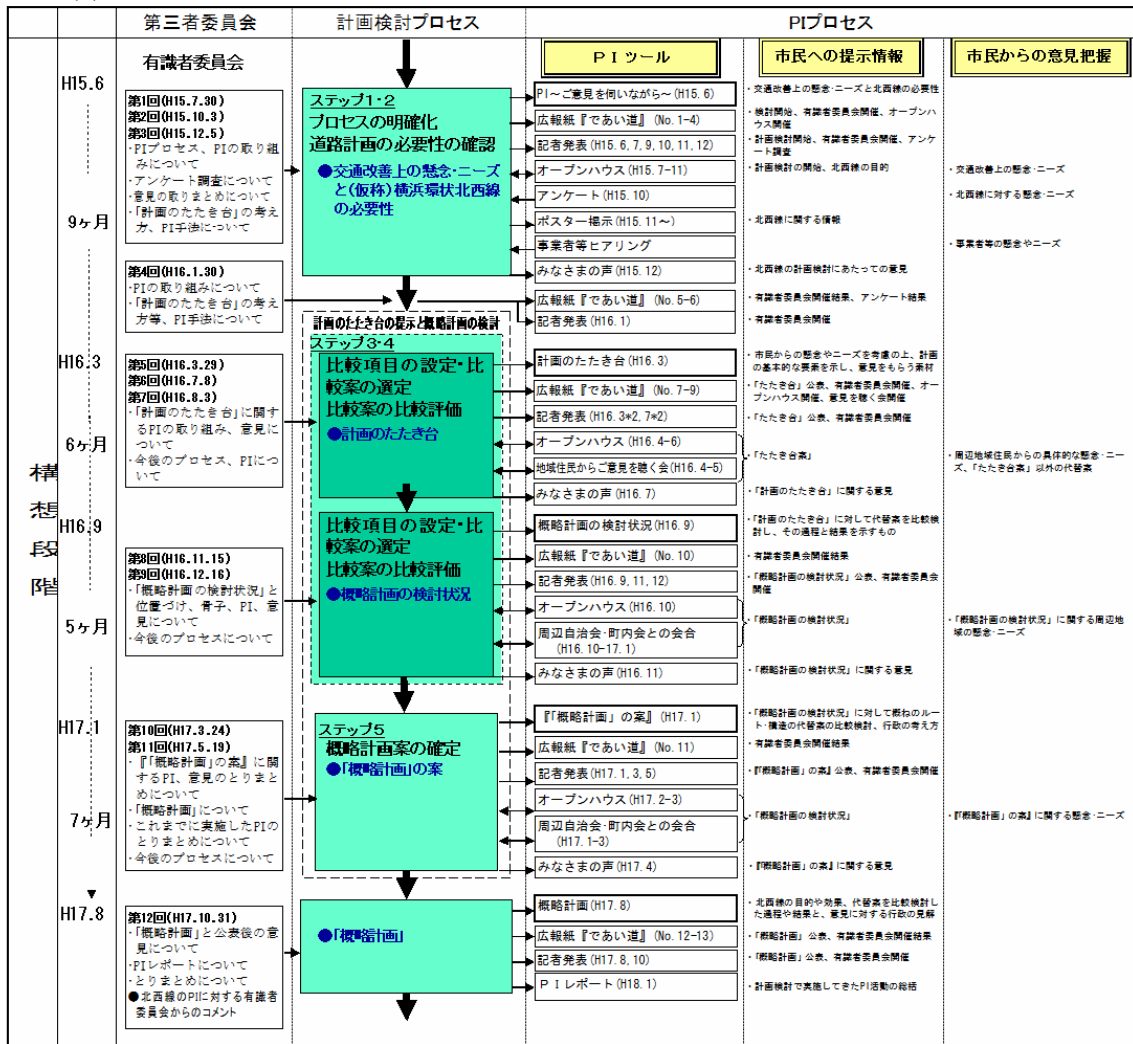 第三者委員会
計画検討プロセス
PIプロセス
有識者委員会
PIツール
市民への提示情報
市民からの意見把握
構想段階
H15.6
9ヶ月
H16.3
6ヶ月
H16.9
5ヶ月
H17.1
7ヶ月
H17.8
第1回(H15.7.30)
第2回(H15.10.3)
第3回(H15.12.5)
・PIプロセス、PIの取り組
みについて
・アンケート調査について
・意見の取りまとめについて
・「計画のたたき台」の考え
方、PI手法について
第4回(H16.1.30)
・PIの取り組みについて
・「計画のたたき台」の考え
方等、PI手法について
第5回(H16.3.29)
第6回(H16.7.8)
第7回(H16.8.3)
・「計画のたたき台」に関す
るPIの取り組み、意見に
ついて
・今後のプロセス、PIにつ
いて
第8回(H16.11.15)
第9回(H16.12.16)
・「概略計画の検討状況」と
位置づけ、骨子、PI、意
見について
・今後のプロセスについて
第10回(H17.3.24)
第11回(H17.5.19)
・『「概略計画」の案』に関
するPI、意見のとりまと
めについて
・「概略計画」について
・これまでに実施したPIの
とりまとめについて
・今後のプロセスについて
第12回(H17.10.31)
・「概略計画」と公表後の意
見について
・PIレポートについて
・とりまとめについて
●北西線のPIに対する有識者
委員会からのコメント
ステップ1・2
プロセスの明確化
道路計画の必要性の確認
●交通改善上の懸念・ニーズ
と(仮称)横浜環状北西線
の必要性
計画のたたき台の提示と概略計画の検討
ステップ3・4
比較項目の設定・比
較案の選定
比較案の比較評価
●計画のたたき台
比較項目の設定・比
較案の選定
比較案の比較評価
●概略計画の検討状況
ステップ5
概略計画案の確定
●「概略計画」の案
●「概略計画」
PI～ご意見を伺いながら～(H15.6)
広報紙『であい道』(No.1-4)
記者発表(H15.6,7,9,10,11,12)
オープンハウス(H15.7-11)
アンケート(H15.10)
ポスター掲示(H15.11～)
事業者等ヒアリング
みなさまの声(H15.12)
広報紙『であい道』(No.5-6)
記者発表(H16.1)
計画のたたき台(H16.3)
広報紙『であい道』(No.7-9)
記者発表(H16.3*2,7*2)
オープンハウス(H16.4-6)
地域住民からご意見を聴く会(H16.4-5)
みなさまの声(H16.7)
概略計画の検討状況(H16.9)
広報紙『であい道』(No.10)
記者発表(H16.9,11,12)
オープンハウス(H16.10)
周辺自治会・町内会との会合
(H16.10-17.1)
みなさまの声(H16.11)
『「概略計画」の案』(H17.1)
広報紙『であい道』(No.11)
記者発表(H17.1,3,5)
オープンハウス(H17.2-3)
周辺自治会・町内会との会合
(H17.1-3)
みなさまの声(H17.4)
概略計画(H17.8)
広報紙『であい道』(No.12-13)
記者発表(H17.8,10)
PIレポート(H18.1)
・交通改善上の懸念・ニーズと北西線の必要性
・検討開始、有識者委員会開催、オープンハ
ウス開催
・計画検討開始、有識者委員会開催、アンケ
ート調査
・計画検討の開始、北西線の目的
・北西線に関する情報
・北西線の計画検討にあたっての意見
・有識者委員会開催結果、アンケート結果
・有識者委員会開催
・市民からの懸念やニーズを考慮の上、計画
の基本的な要素を示し、意見をもらう素材
・「たたき台」公表、有識者委員会開催、オー
プンハウス開催、意見を聴く会開催
・「たたき台」公表、有識者委員会開催
・「たたき台案」
・「計画のたたき台」に関する意見
・「計画のたたき台」に対して代替案を比較検
討し、その過程と結果を示すもの
・有識者委員会開催結果
・「概略計画の検討状況」公表、有識者委員会
開催
・「概略計画の検討状況」
・「概略計画の検討状況」に関する意見
・「概略計画の検討状況」に対して概ねのルー
ト・構造の代替案の比較検討、行政の考え方
・有識者委員会開催結果
・『「概略計画」の案』公表、有識者委員会開催
・「概略計画の検討状況」
・『「概略計画」の案』に関する意見
・北西線の目的や効果、代替案を比較検討し
た過程や結果と、意見に対する行政の見解
・「概略計画」公表、有識者委員会開催結果
・「概略計画」公表、有識者委員会開催
・計画検討で実施してきたPI活動の総括
・交通改善上の懸念・ニーズ
・北西線に対する懸念・ニーズ
・事業者等の懸念やニーズ
・周辺地域住民からの具体的な懸念・ニー
ズ、「たたき台案」以外の代替案
・「概略計画の検討状況」に関する周辺地
域の懸念・ニーズ
・『「概略計画」の案』に関する懸念・ニーズ